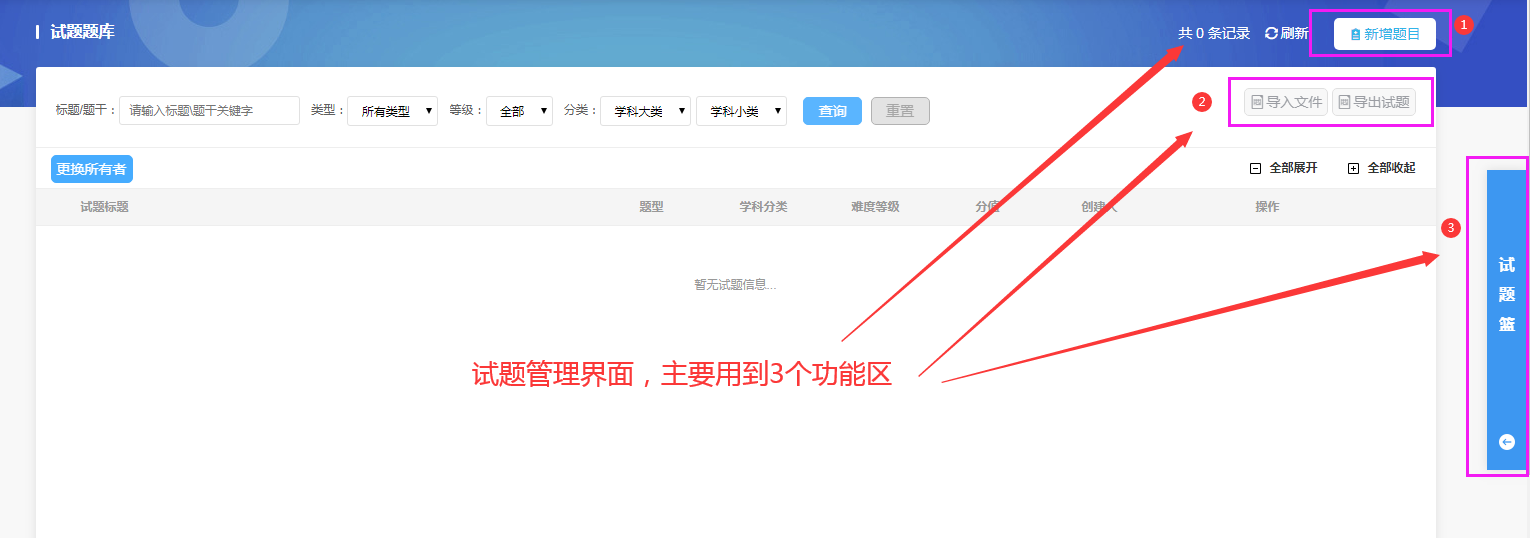 试题题库
共 0 条记录 刷新 新增题目 1
标题/题干： 请输入标题\题干关键字 类型： 所有类型 等级： 全部 分类： 学科大类 学科小类 查询 重置 2 导入文件 导出试题
更换所有者 全部展开 全部收起
试题标题 题型 学科分类 难度等级 分值 创建人 操作
3
暂无试题信息...
试题管理界面，主要用到3个功能区
试
题
篮